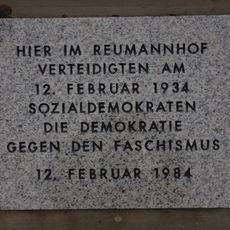 HIER IM REUMANNHOF
VERTEIDIGTEN AM
12. FEBRUAR 1934
SOZIALDEMOKRATEN
DIE DEMOKRATIE
GEGEN DEN FASCHISMUS
12. FEBRUAR 1984